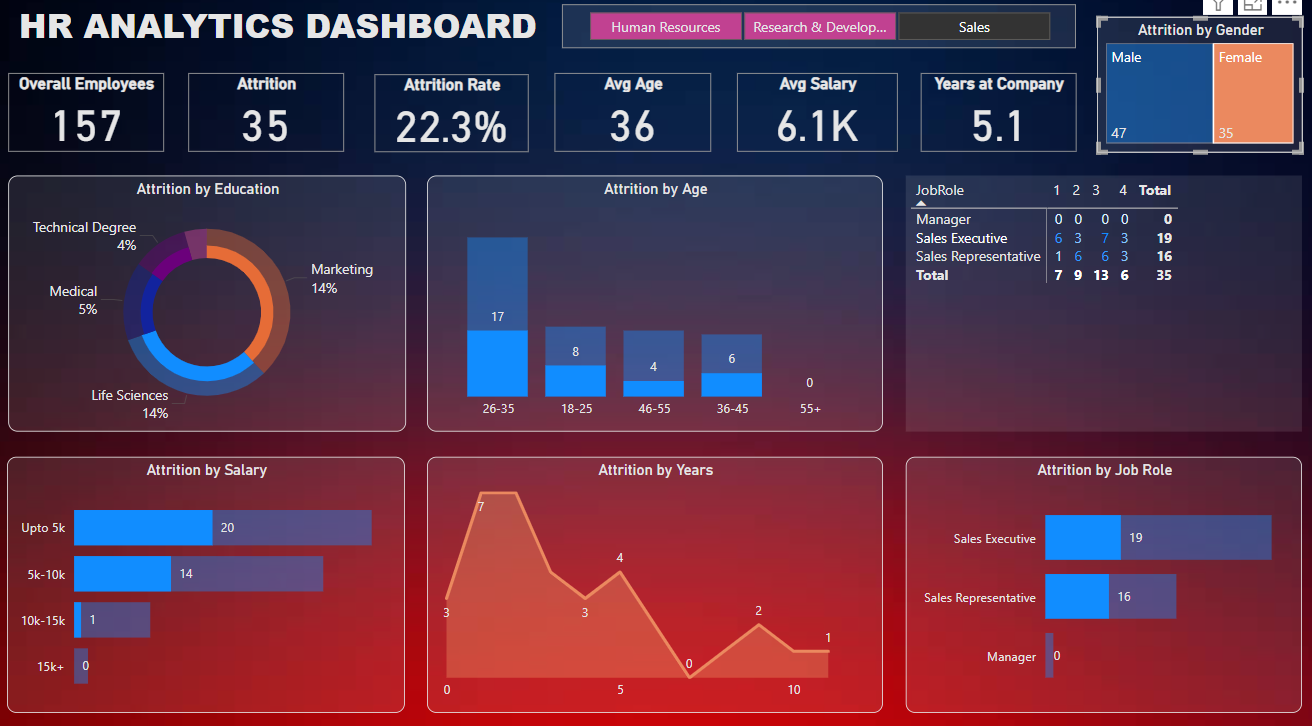 HR ANALYTICS DASHBOARD
Human Resources
Research & Develop...
Sales
Attrition by Gender
Male
Female
47
35
Overall Employees
157
Attrition
35
Attrition Rate
22.3%
Avg Age
36
Avg Salary
6.1K
Years at Company
5.1
Attrition by Education
Technical Degree
4%
Medical
5%
Marketing
14%
Life Sciences
14%
Attrition by Age
17
8
4
6
0
26-35 18-25 46-55 36-45 55+
JobRole 1 2 3 4 Total
Manager 0 0 0 0 0
Sales Executive 6 3 7 3 19
Sales Representative 1 6 6 3 16
Total 7 9 13 6 35
Attrition by Salary
Upto 5k 20
5k-10k 14
10k-15k 1
15k+ 0
Attrition by Years
7
4
3
3
2
0
1
0 5 10
Attrition by Job Role
Sales Executive 19
Sales Representative 16
Manager 0